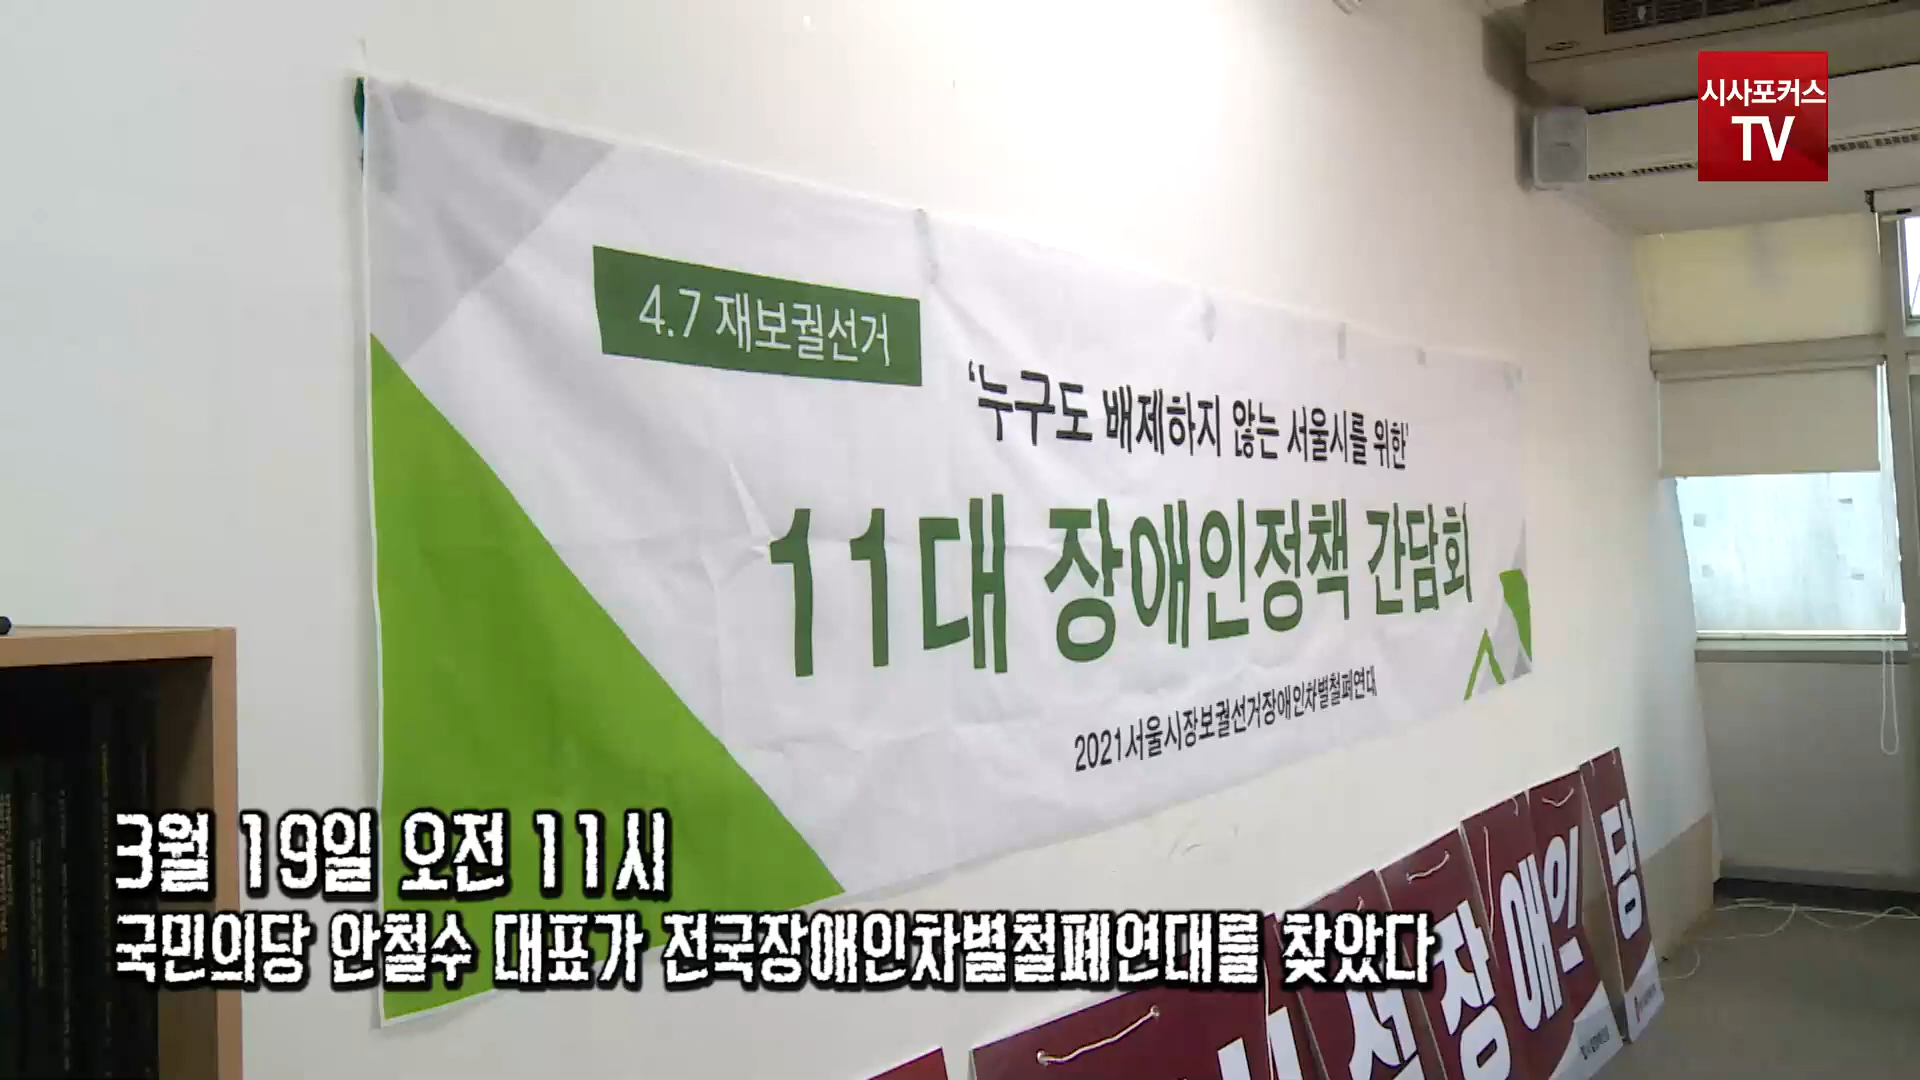 시사포커스
TV
4.7 재보궐선거
‘누구도 배제하지 않는 서울시를 위한’
11대 장애인정책 간담회
2021서울시장보궐선거장애인차별철폐연대
장애인
당
3월 19일 오전 11시
국민의당 안철수 대표가 전국장애인차별철폐연대를 찾았다